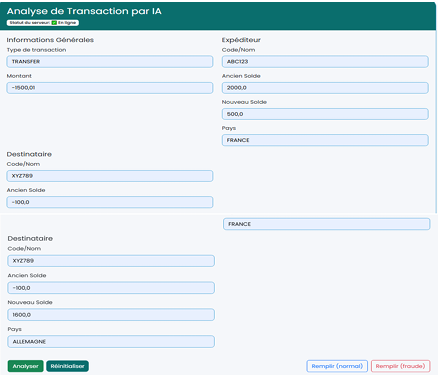 Analyse de Transaction par IA
Statut du serveur: En ligne
Informations Générales
Type de transaction
TRANSFER
Montant
-1500,01
Expéditeur
Code/Nom
ABC123
Ancien Solde
2000,0
Nouveau Solde
500,0
Pays
FRANCE
Destinataire
Code/Nom
XYZ789
Ancien Solde
-100,0
FRANCE
Destinataire
Code/Nom
XYZ789
Ancien Solde
-100,0
Nouveau Solde
1600,0
Pays
ALLEMAGNE
Analyser
Réinitialiser
Remplir (normal)
Remplir (fraude)